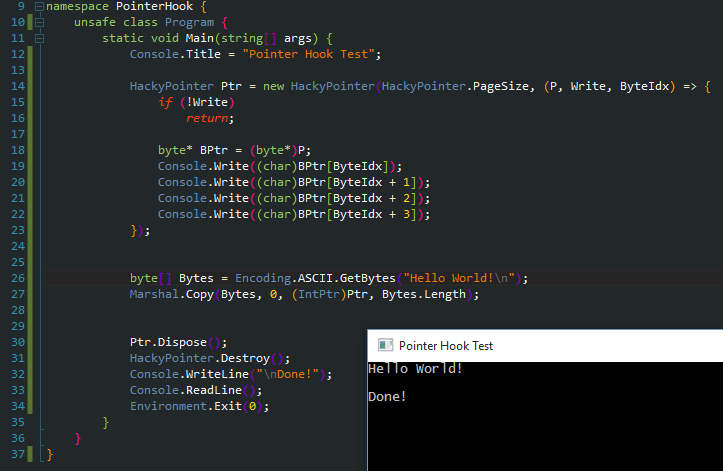 9 namespace PointerHook {
10 unsafe class Program {
11 static void Main(string[] args) {
12 Console.Title = "Pointer Hook Test";
13
14 HackyPointer Ptr = new HackyPointer(HackyPointer.PageSize, (P, Write, ByteIdx) => {
15 if (!Write)
16 return;
17
18 byte* BPtr = (byte*)P;
19 Console.Write((char)BPtr[ByteIdx]);
20 Console.Write((char)BPtr[ByteIdx + 1]);
21 Console.Write((char)BPtr[ByteIdx + 2]);
22 Console.Write((char)BPtr[ByteIdx + 3]);
23 });
24
25
26 byte[] Bytes = Encoding.ASCII.GetBytes("Hello World!\n");
27 Marshal.Copy(Bytes, 0, (IntPtr)Ptr, Bytes.Length);
28
29
30 Ptr.Dispose();
31 HackyPointer.Destroy();
32 Console.WriteLine("\nDone!");
33 Console.ReadLine();
34 Environment.Exit(0);
35 }
36 }
37 }
Pointer Hook Test
Hello World!
Done!